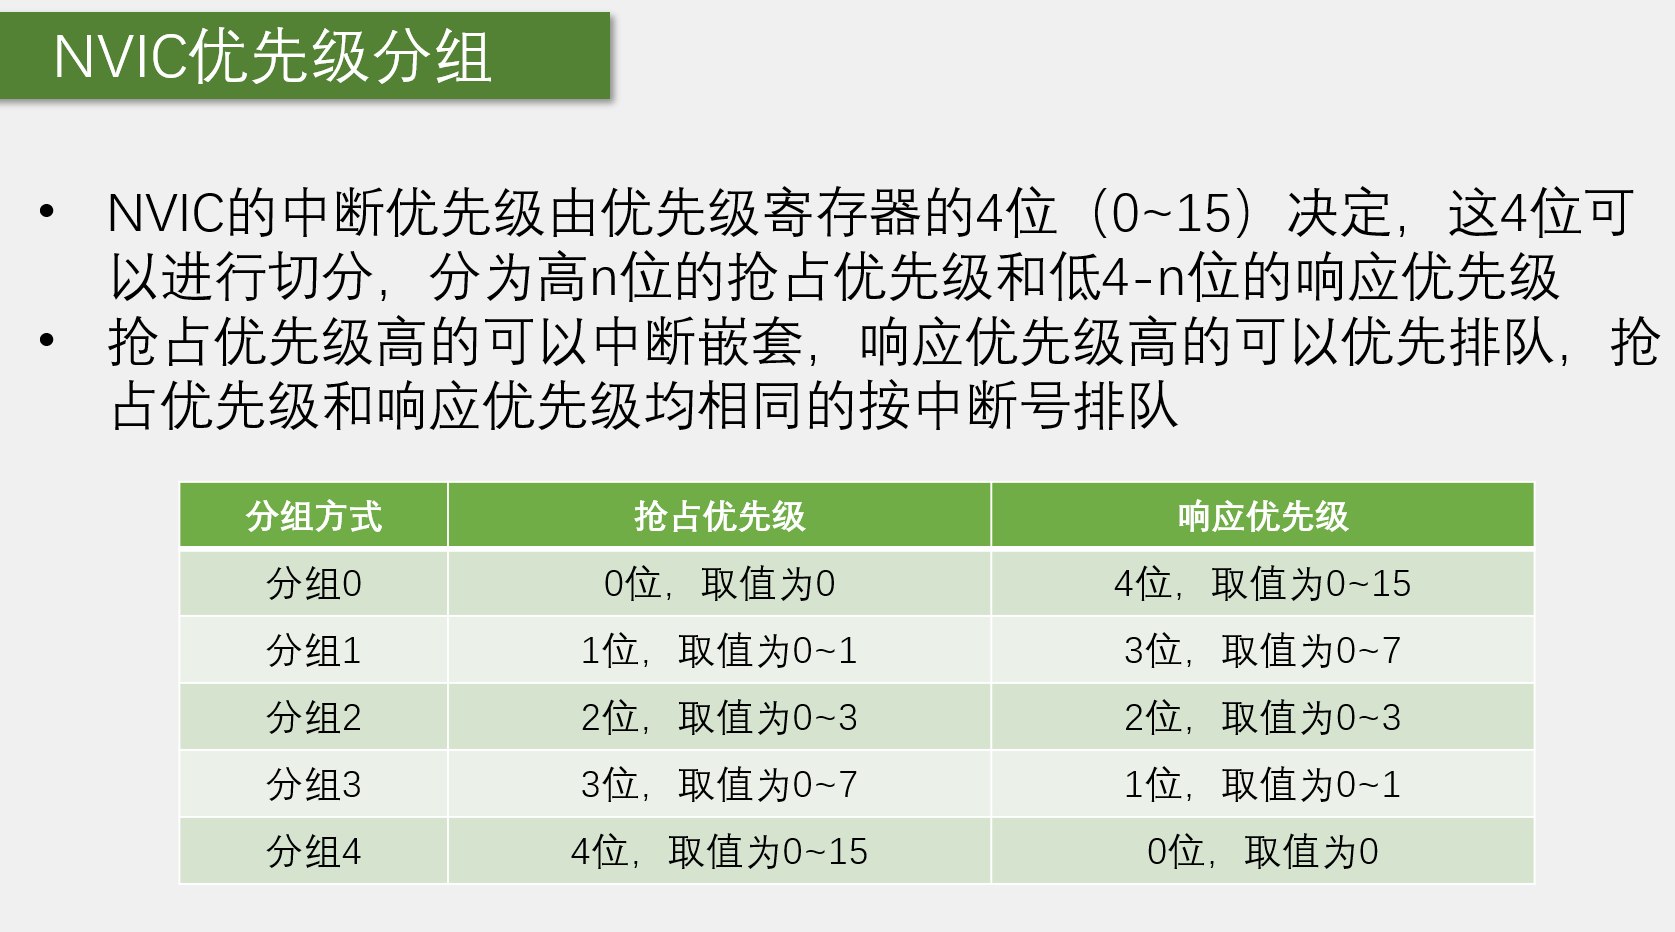 NVIC优先级分组
• NVIC的中断优先级由优先级寄存器的4位（0~15）决定，这4位可
以进行切分，分为高n位的抢占优先级和低4-n位的响应优先级
• 抢占优先级高的可以中断嵌套，响应优先级高的可以优先排队，抢
占优先级和响应优先级均相同的按中断号排队
分组方式 抢占优先级 响应优先级
分组0 0位，取值为0 4位，取值为0~15
分组1 1位，取值为0~1 3位，取值为0~7
分组2 2位，取值为0~3 2位，取值为0~3
分组3 3位，取值为0~7 1位，取值为0~1
分组4 4位，取值为0~15 0位，取值为0